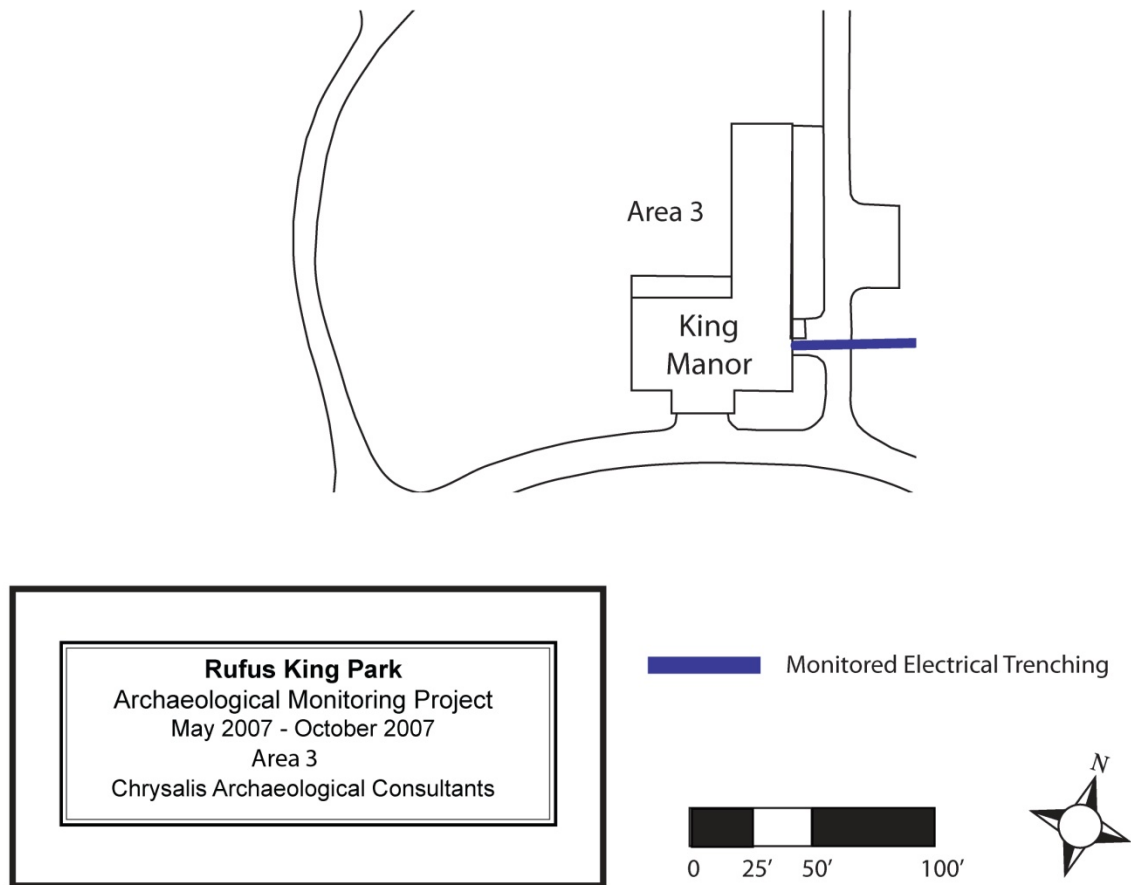 Area 3
King
Manor
Rufus King Park
Archaeological Monitoring Project
May 2007 - October 2007
Area 3
Chrysalis Archaeological Consultants
Monitored Electrical Trenching
N
0 25' 50' 100'